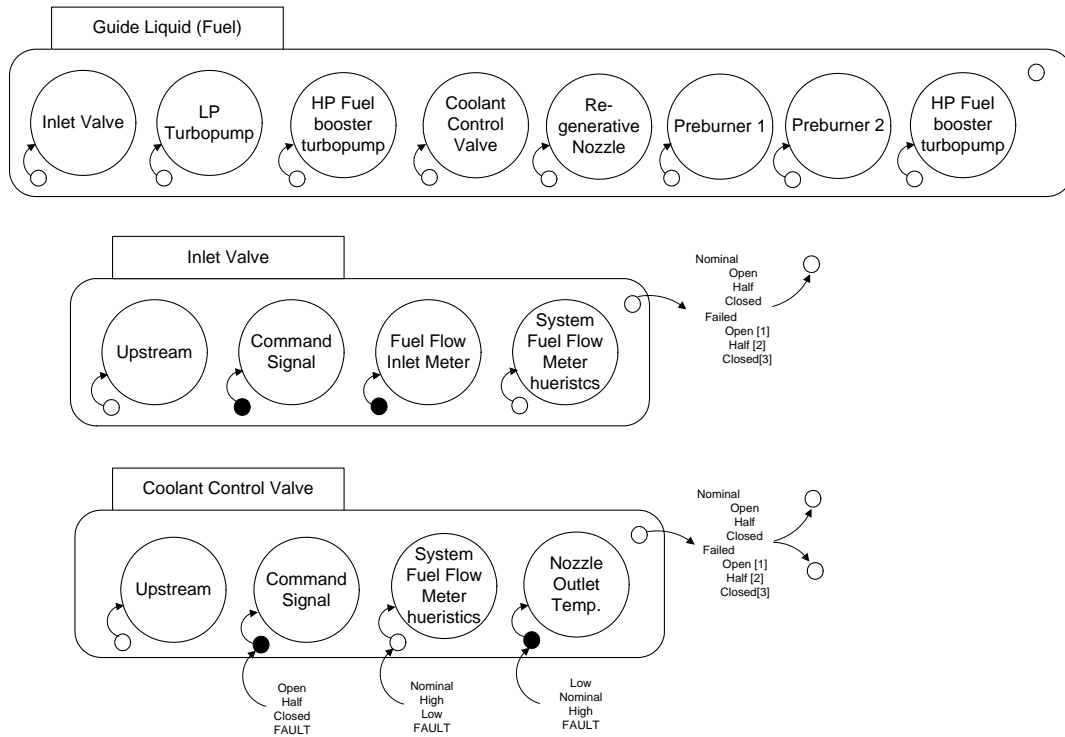 Guide Liquid (Fuel)
Inlet Valve
LP
Turbopump
HP Fuel
booster
turbopump
Coolant
Control
Valve
Re-
generative
Nozzle
Preburner 1
Preburner 2
HP Fuel
booster
turbopump
Inlet Valve
Upstream
Command
Signal
Fuel Flow
Inlet Meter
System
Fuel Flow
Meter
hueristcs
Nominal
Open
Half
Closed
Failed
Open [1]
Half [2]
Closed[3]
Coolant Control Valve
Upstream
Command
Signal
System
Fuel Flow
Meter
hueristics
Nozzle
Outlet
Temp.
Nominal
Open
Half
Closed
Failed
Open [1]
Half [2]
Closed[3]
Open
Half
Closed
FAULT
Nominal
High
Low
FAULT
Low
Nominal
High
FAULT